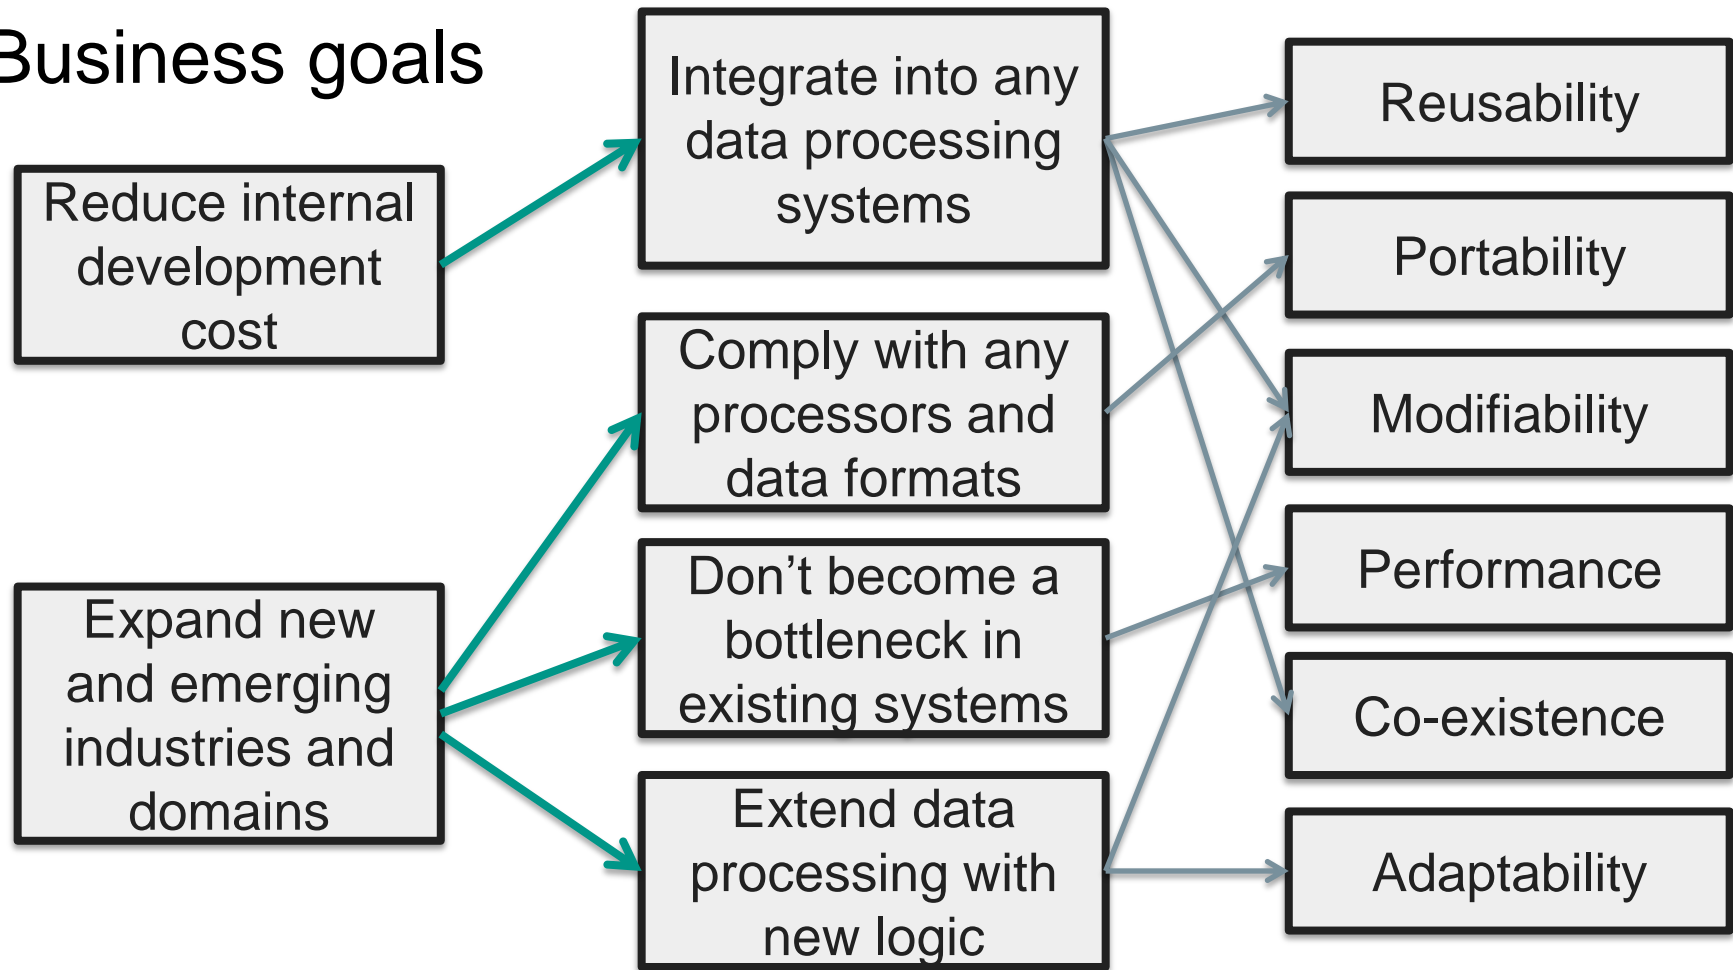 Business goals
Reduce internal
development
cost
Expand new
and emerging
industries and
domains
Integrate into any
data processing
systems
Comply with any
processors and
data formats
Don’t become a
bottleneck in
existing systems
Extend data
processing with
new logic
Reusability
Portability
Modifiability
Performance
Co-existence
Adaptability